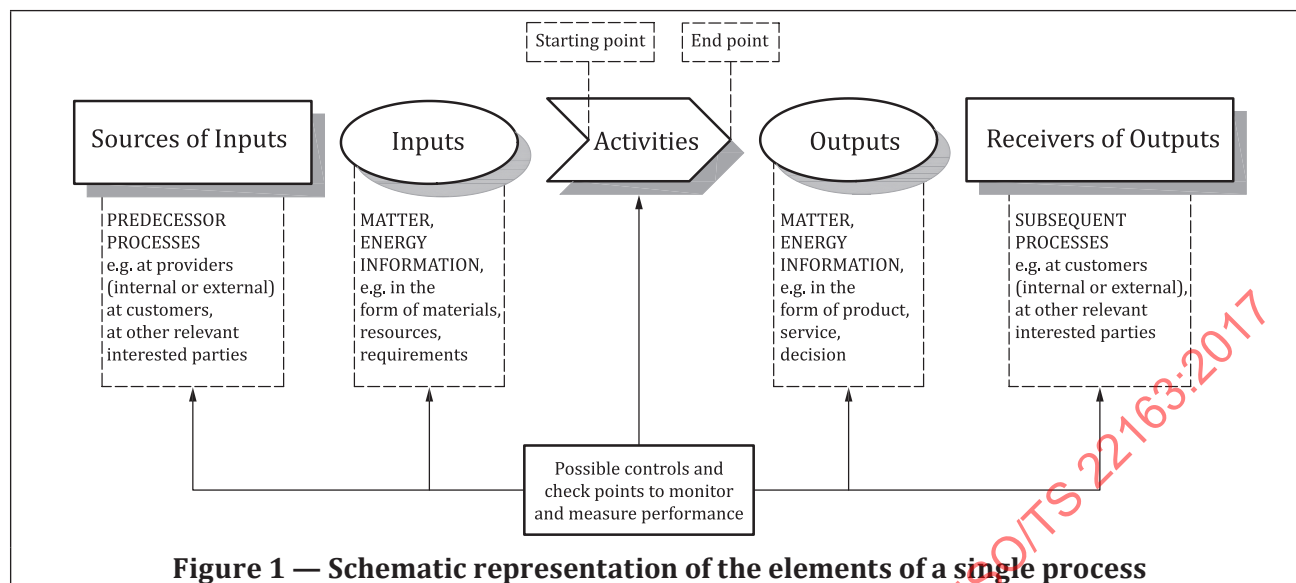 Starting point
End point
Sources of Inputs
Inputs
Activities
Outputs
Receivers of Outputs
PREDECESSOR
PROCESSES
e.g. at providers
(internal or external)
at customers,
at other relevant
interested parties
MATTER,
ENERGY
INFORMATION,
e.g. in the
form of materials,
resources,
requirements
MATTER,
ENERGY
INFORMATION,
e.g. in the
form of product,
service,
decision
SUBSEQUENT
PROCESSES
e.g. at customers
(internal or external),
at other relevant
interested parties
Possible controls and
check points to monitor
and measure performance
ISO/TS 22163:2017
Figure 1 — Schematic representation of the elements of a single process